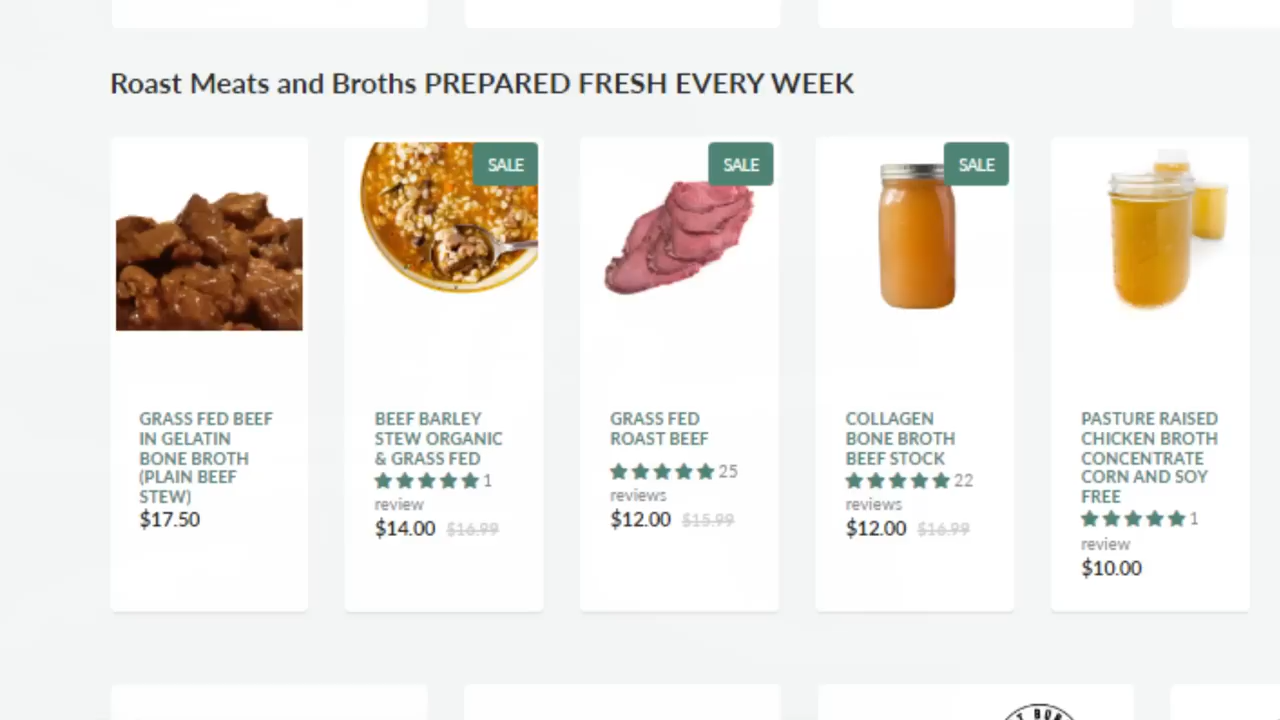 Roast Meats and Broths PREPARED FRESH EVERY WEEK
SALE
SALE
SALE
GRASS FED BEEF
IN GELATIN
BONE BROTH
(PLAIN BEEF
STEW)
$17.50
BEEF BARLEY
STEW ORGANIC
& GRASS FED
1
review
$14.00 $16.99
GRASS FED
ROAST BEEF
25
reviews
$12.00 $15.99
COLLAGEN
BONE BROTH
BEEF STOCK
22
reviews
$12.00 $16.99
PASTURE RAISED
CHICKEN BROTH
CONCENTRATE
CORN AND SOY
FREE
1
review
$10.00